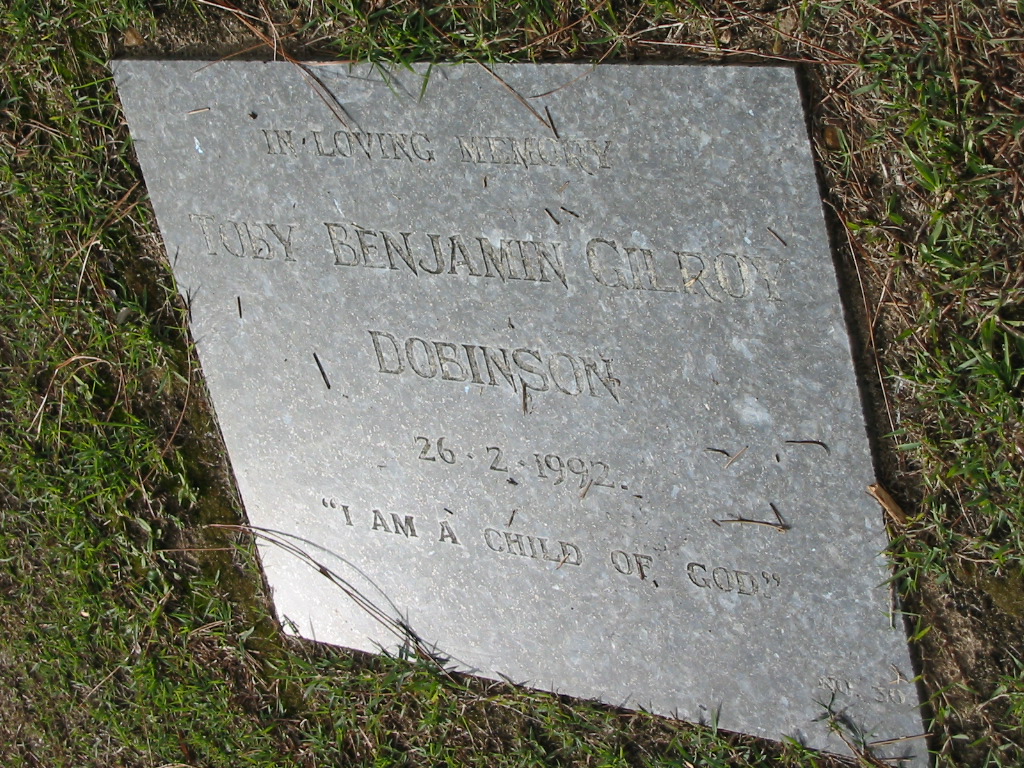 IN LOVING MEMORY
TOBY BENJAMIN GILROY
DOBINSON
26·2·1992.
"I AM A CHILD OF GOD"